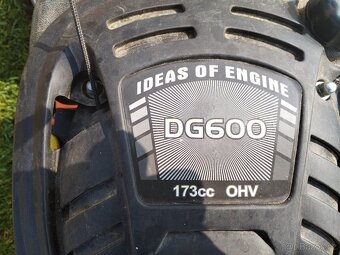 IDEAS OF ENGINE
DG600
173cc OHV